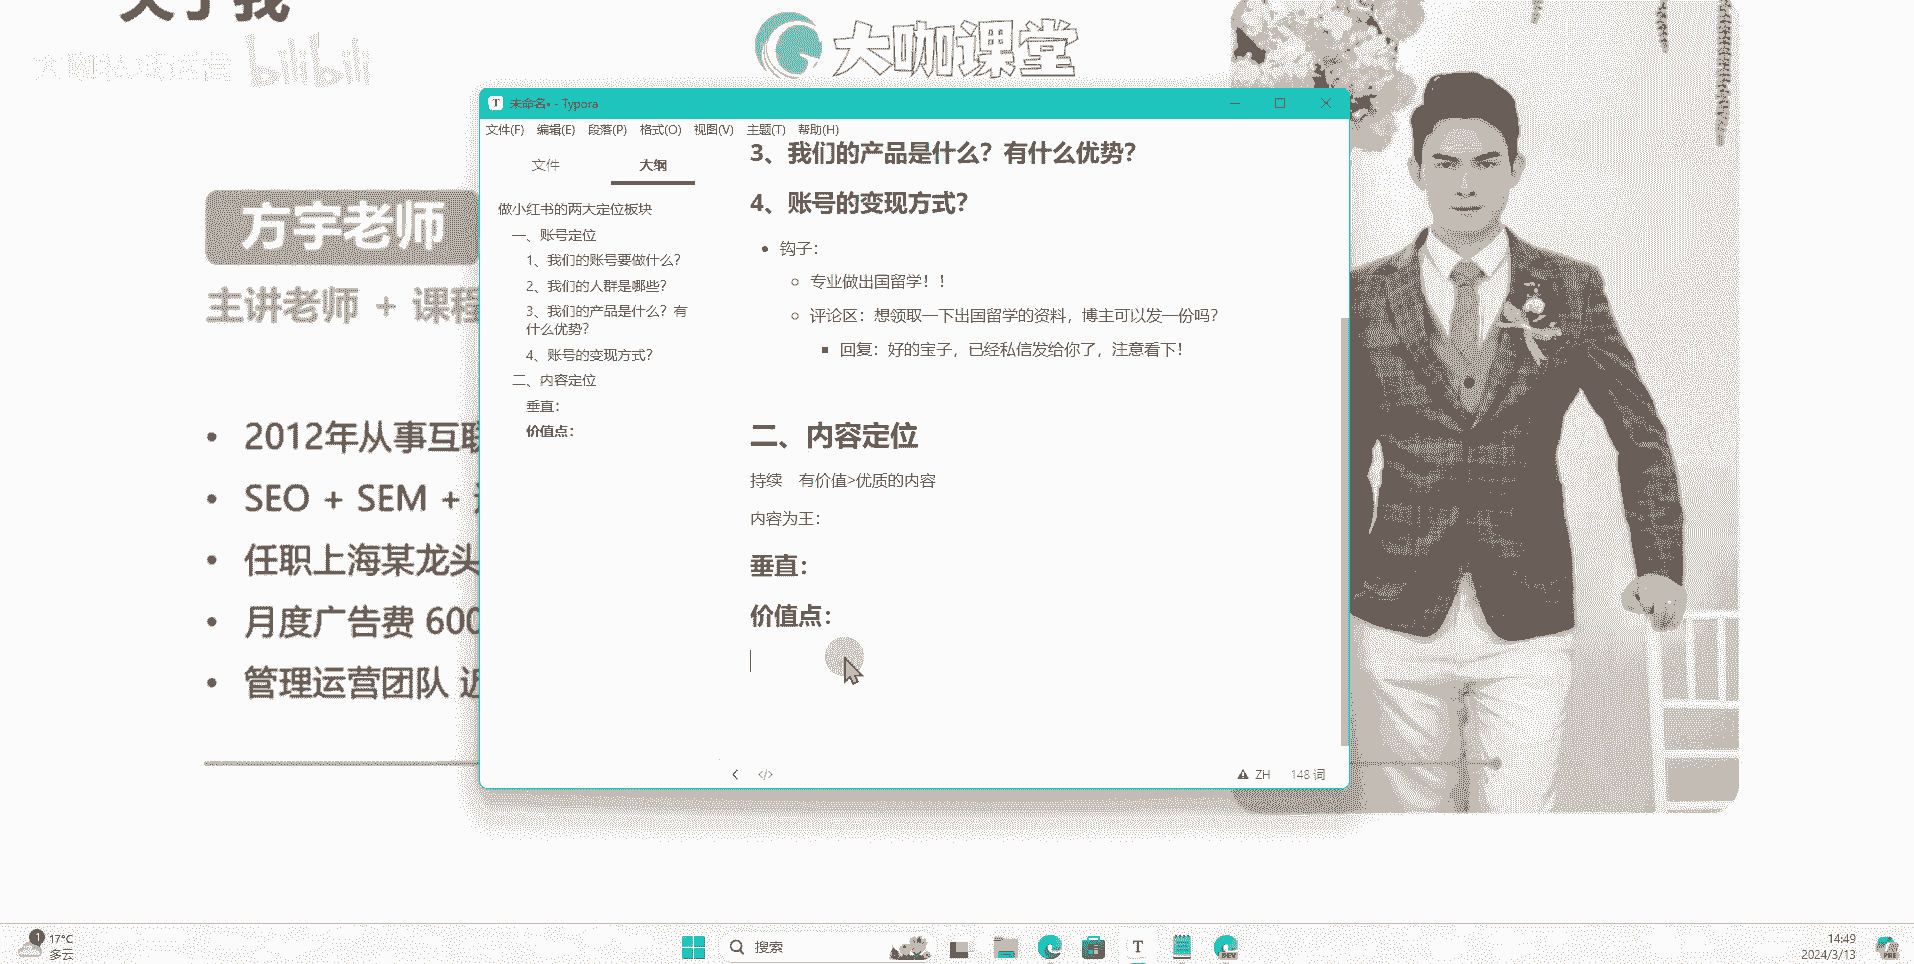 关于我
大咖私域运营 bilibili
大咖课堂
方宇老师
主讲老师 + 课程
2012年从事互联
SEO + SEM +
任职上海某龙头
月度广告费 600
管理运营团队 近
T 未命名• - Typora
文件(F) 编辑(E) 段落(P) 格式(O) 视图(V) 主题(T) 帮助(H)
文件 大纲
做小红书的两大定位板块
一、账号定位
1、我们的账号要做什么？
2、我们的人群是哪些？
3、我们的产品是什么？有
什么优势？
4、账号的变现方式？
二、内容定位
垂直：
价值点：
3、我们的产品是什么？有什么优势？
4、账号的变现方式？
钩子：
专业做出国留学！！
评论区：想领取一下出国留学的资料，博主可以发一份吗？
回复：好的宝子，已经私信发给你了，注意看下！
二、内容定位
持续 有价值>优质的内容
内容为王：
垂直：
价值点：
</> ZH 148 词
1 17°C
多云
搜索
T
DEV
14:49
2024/3/13
PRE